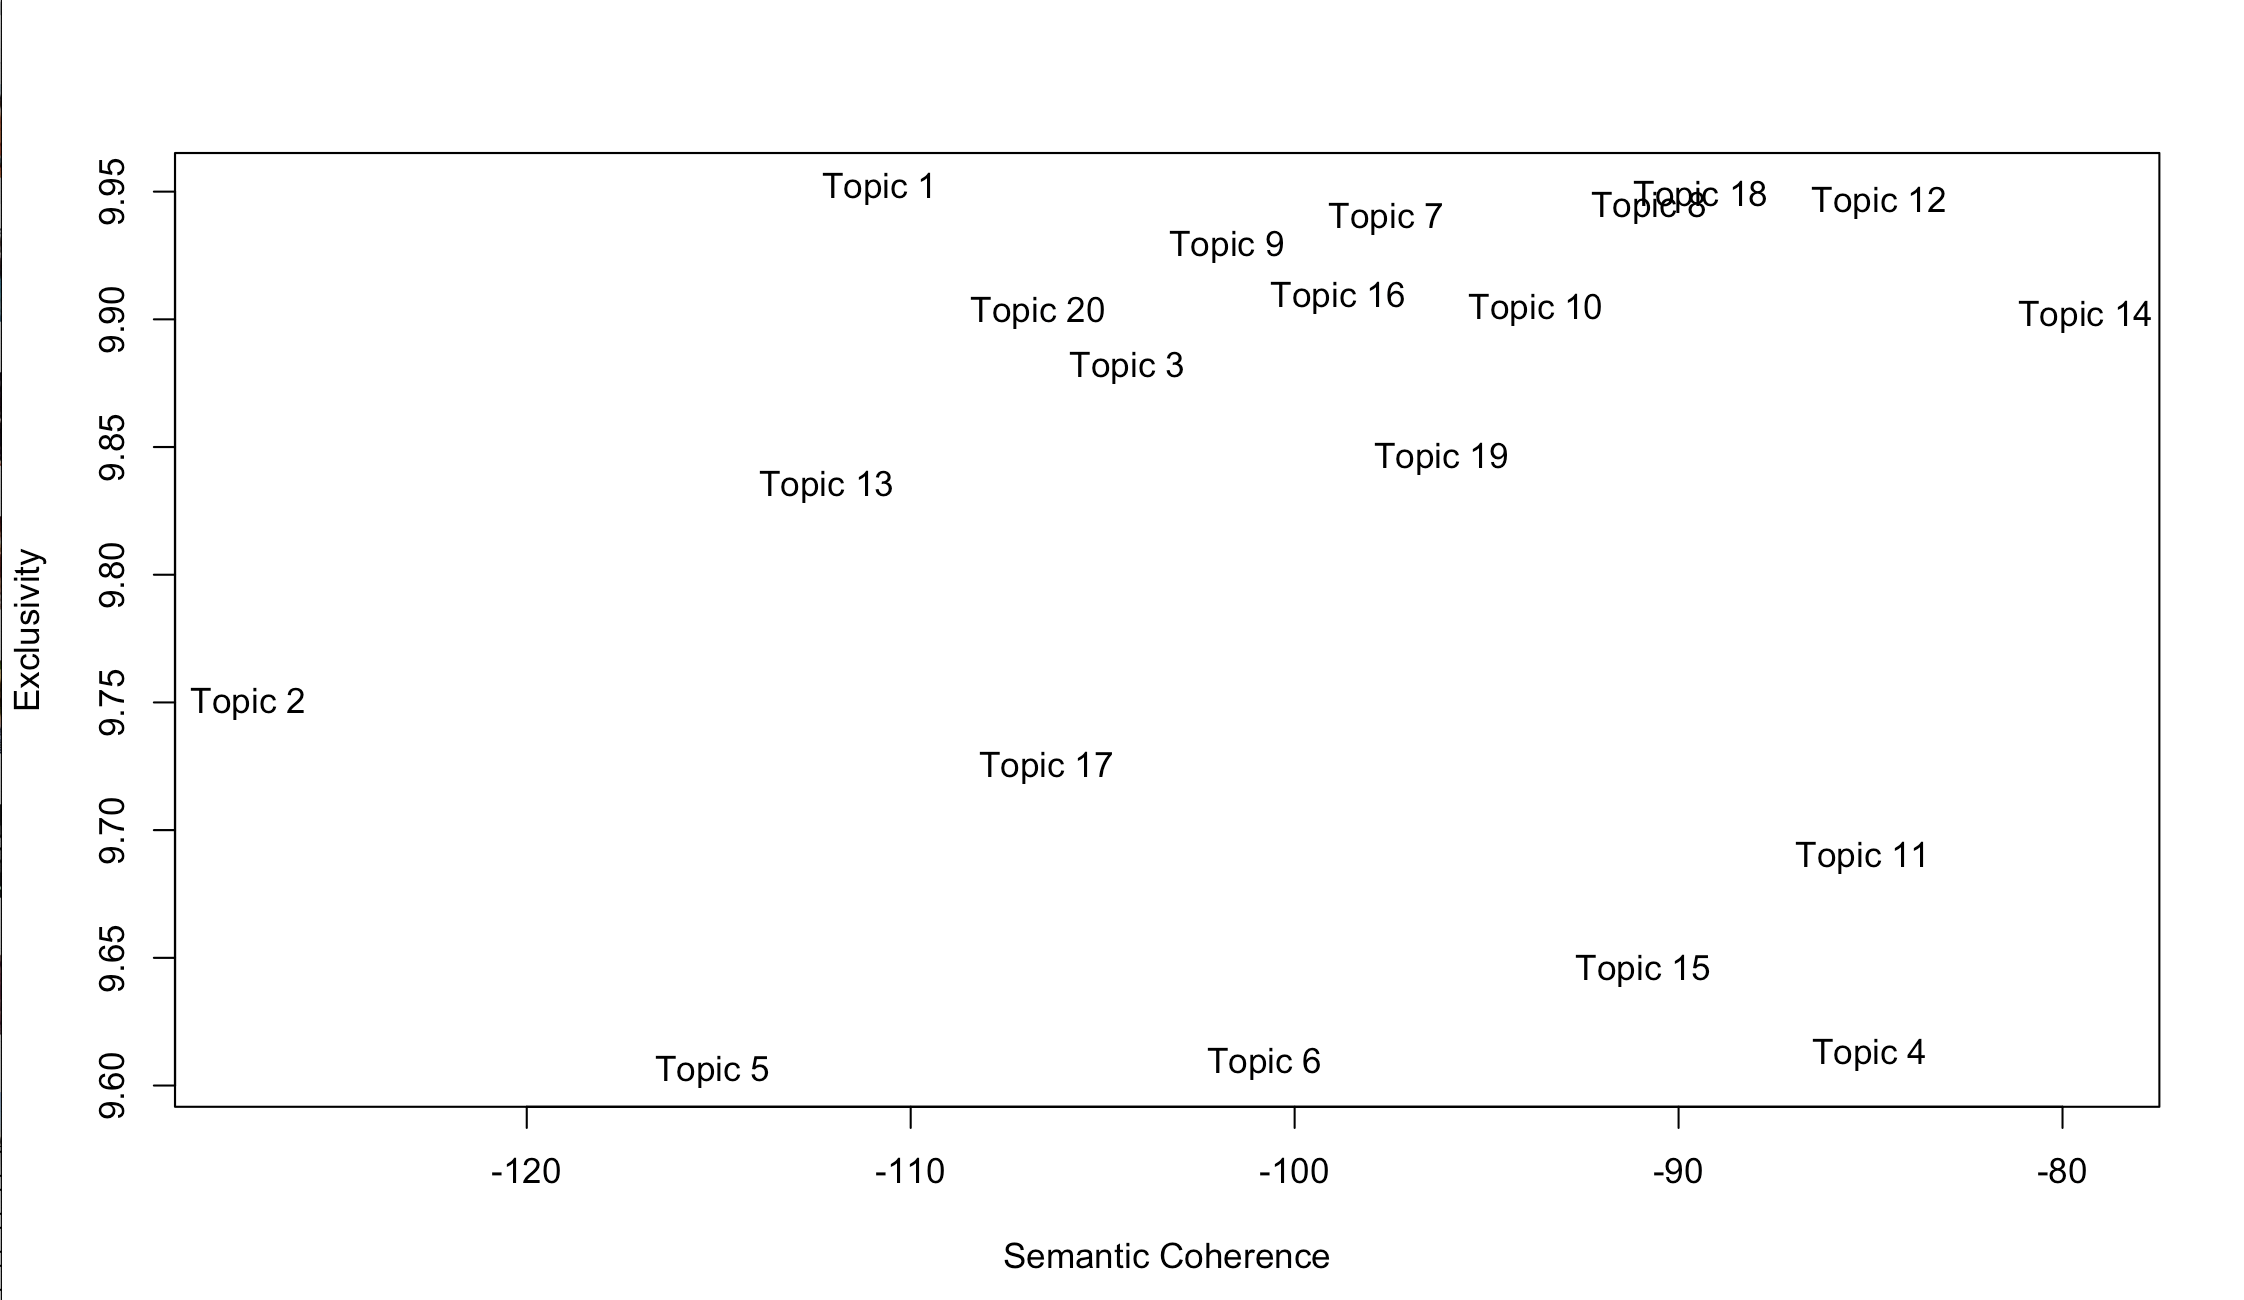 Exclusivity
9.95
9.90
9.85
9.80
9.75
9.70
9.65
9.60
Topic 1
Topic 18
Topic 12
Topic 8
Topic 7
Topic 9
Topic 16
Topic 10
Topic 20
Topic 14
Topic 3
Topic 19
Topic 13
Topic 2
Topic 17
Topic 11
Topic 15
Topic 4
Topic 6
Topic 5
-120 -110 -100 -90 -80
Semantic Coherence